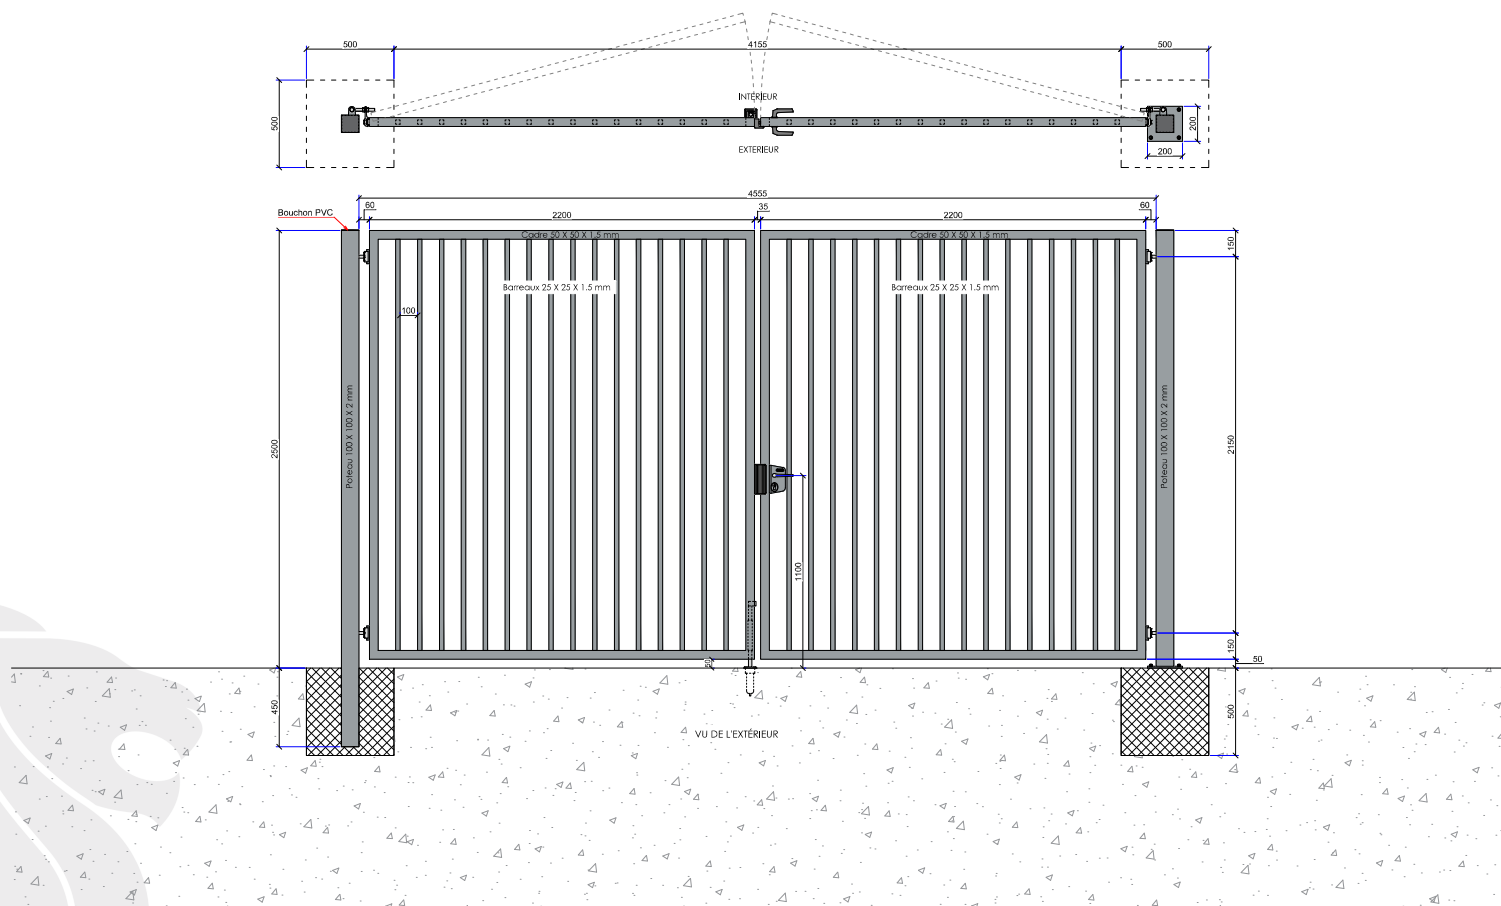 500
4155
500
500
INTERIEUR
EXTERIEUR
200
200
4555
Bouchon PVC
60
2200
35
2200
60
Cadre 50 X 50 X 1.5 mm
Cadre 50 X 50 X 1.5 mm
150
Barreaux 25 X 25 X 1.5 mm
Barreaux 25 X 25 X 1.5 mm
100
2500
Poteau 100 X 100 X 2 mm
Poteau 100 X 100 X 2 mm
2150
1100
150
50
50
450
500
VU DE L'EXTÉRIEUR